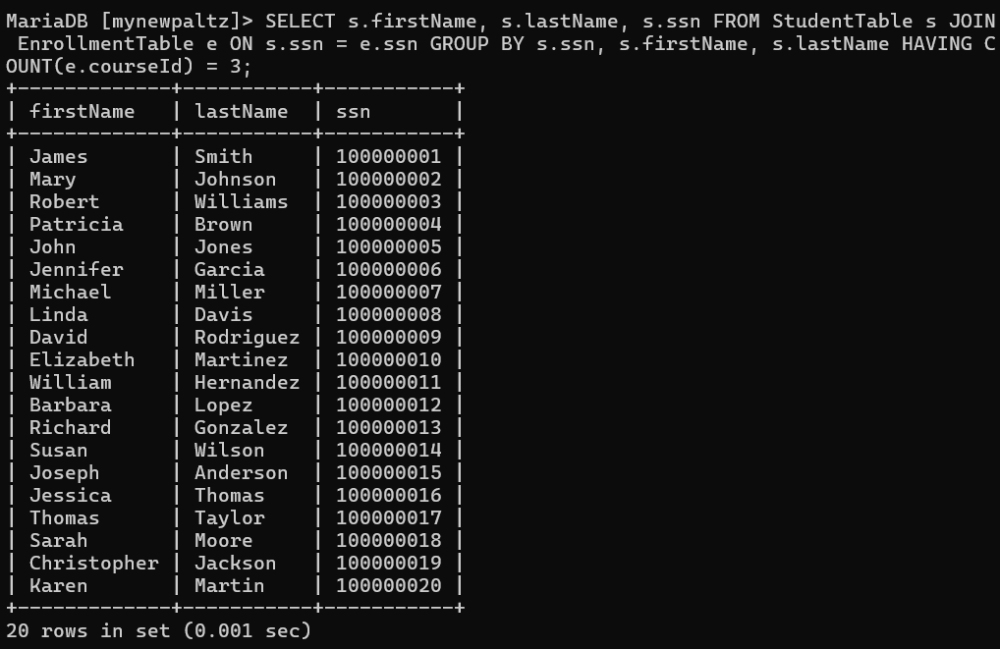 MariaDB [mynewpaltz]> SELECT s.firstName, s.lastName, s.ssn FROM StudentTable s JOIN
 EnrollmentTable e ON s.ssn = e.ssn GROUP BY s.ssn, s.firstName, s.lastName HAVING C
OUNT(e.courseId) = 3;
+-------------+-----------+-----------+
| firstName   | lastName  | ssn       |
+-------------+-----------+-----------+
| James       | Smith     | 100000001 |
| Mary        | Johnson   | 100000002 |
| Robert      | Williams  | 100000003 |
| Patricia    | Brown     | 100000004 |
| John        | Jones     | 100000005 |
| Jennifer    | Garcia    | 100000006 |
| Michael     | Miller    | 100000007 |
| Linda       | Davis     | 100000008 |
| David       | Rodriguez | 100000009 |
| Elizabeth   | Martinez  | 100000010 |
| William     | Hernandez | 100000011 |
| Barbara     | Lopez     | 100000012 |
| Richard     | Gonzalez  | 100000013 |
| Susan       | Wilson    | 100000014 |
| Joseph      | Anderson  | 100000015 |
| Jessica     | Thomas    | 100000016 |
| Thomas      | Taylor    | 100000017 |
| Sarah       | Moore     | 100000018 |
| Christopher | Jackson   | 100000019 |
| Karen       | Martin    | 100000020 |
+-------------+-----------+-----------+
20 rows in set (0.001 sec)